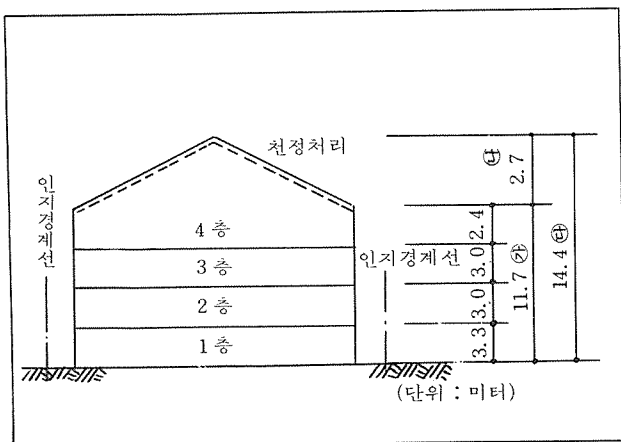 천정처리
인지경계선
4층
3층
인지경계선
2층
1층
㉯
2.7
2.4
3.0
3.0
3.3
11.7 ㉮
14.4 ㉰
(단위 : 미터)